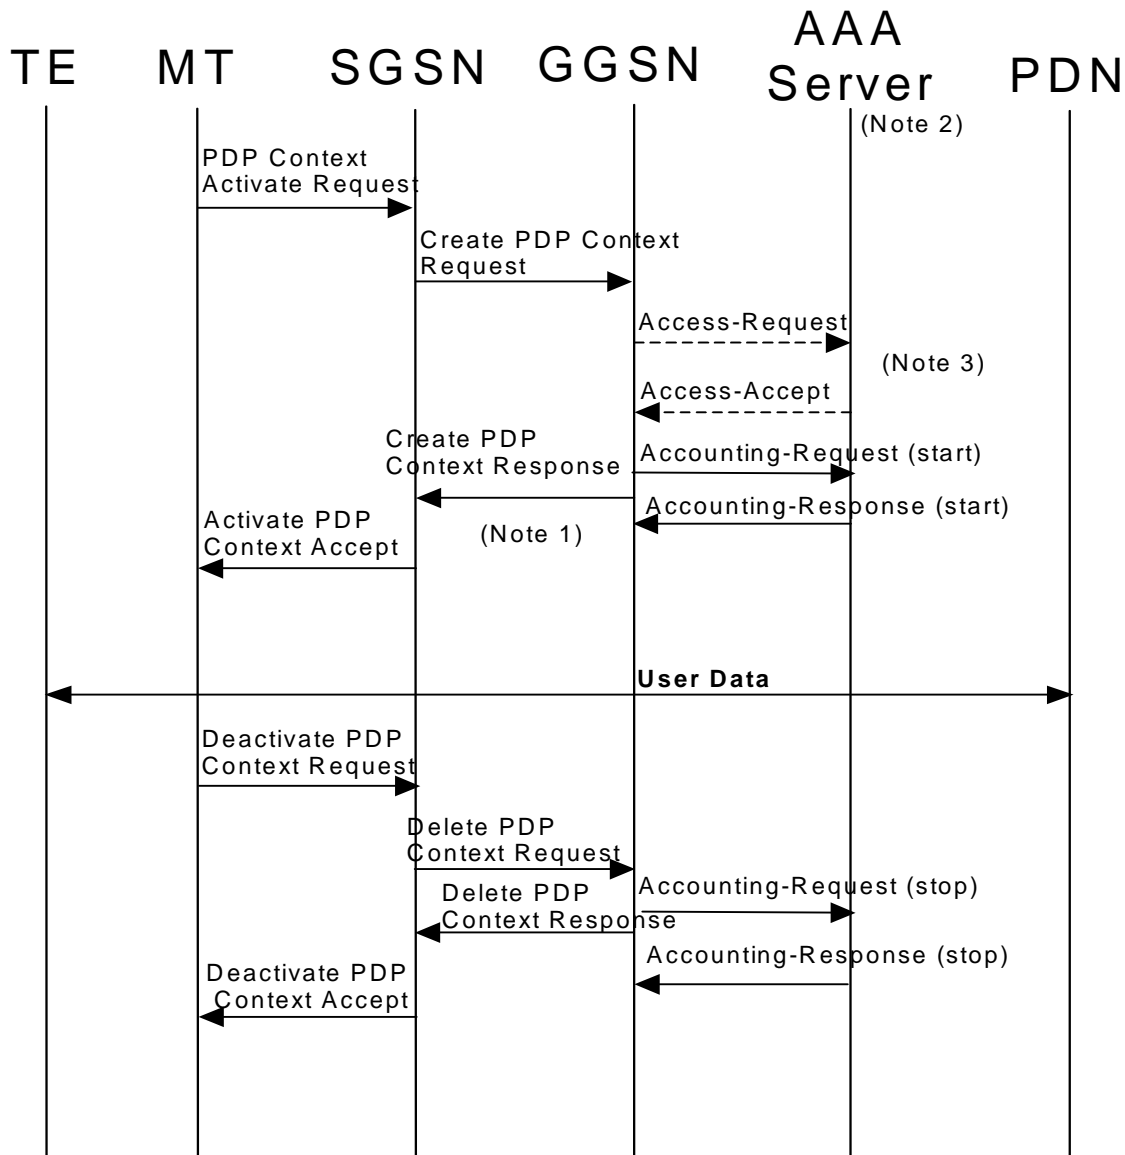 TE
MT
SGSN
GGSN
AAA
Server
PDN
(Note 2)
PDP Context
Activate Request
Create PDP Context
Request
Access-Request
(Note 3)
Access-Accept
Create PDP
Context Response
Accounting-Request (start)
Accounting-Response (start)
Activate PDP
Context Accept
(Note 1)
User Data
Deactivate PDP
Context Request
Delete PDP
Context Request
Accounting-Request (stop)
Delete PDP
Context Response
Accounting-Response (stop)
Deactivate PDP
Context Accept